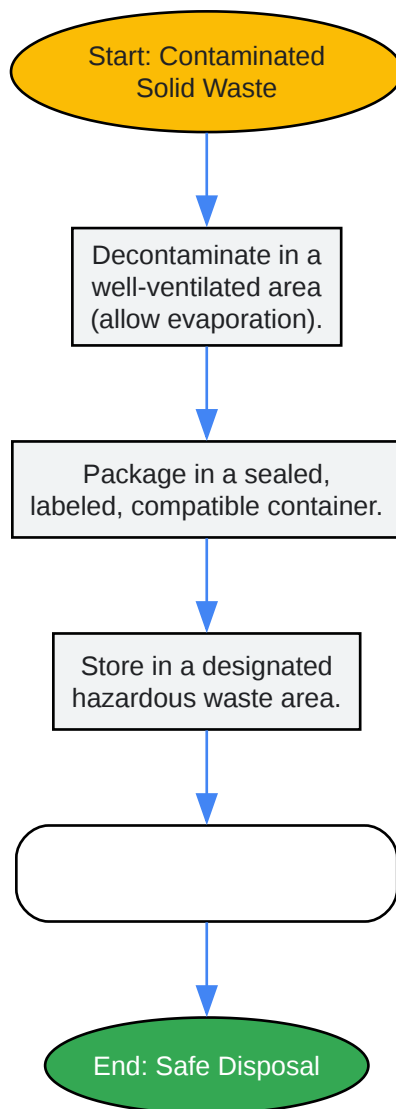 Start: Contaminated
Solid Waste
Decontaminate in a
well-ventilated area
(allow evaporation).
Package in a sealed,
labeled, compatible container.
Store in a designated
hazardous waste area.
End: Safe Disposal